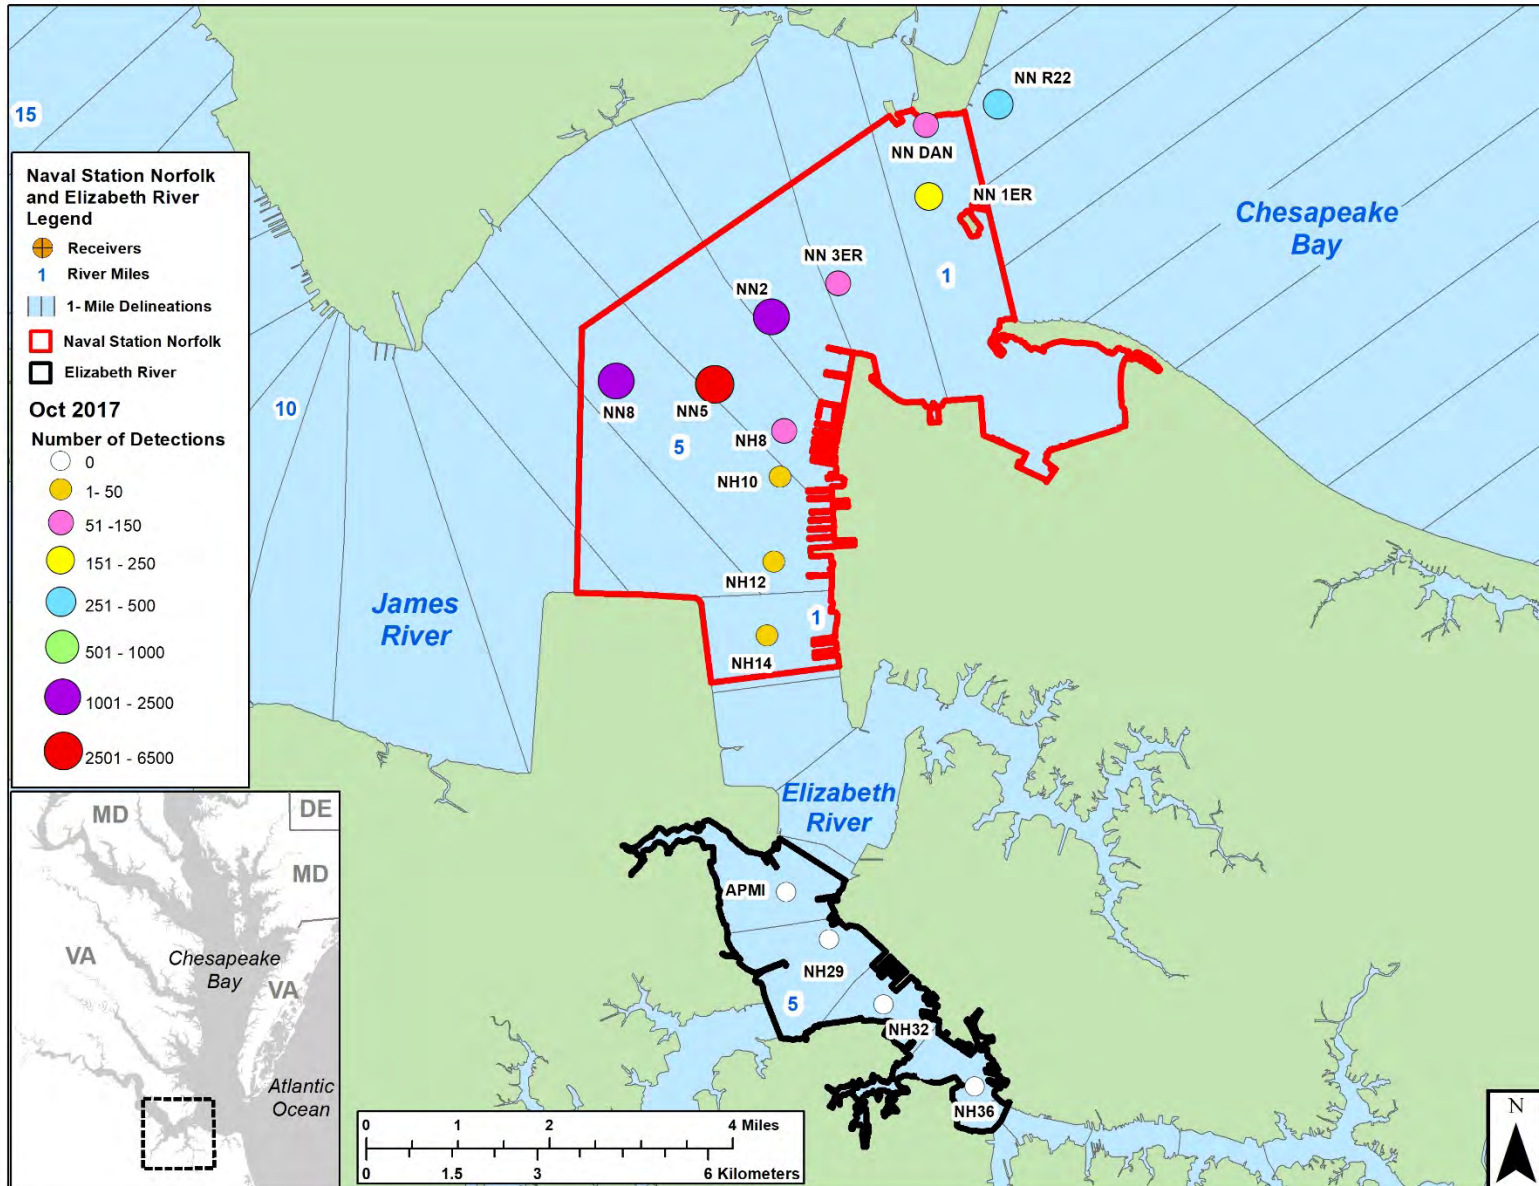 15
NN R22
NN DAN
NN 1ER
Chesapeake
Bay
NN 3ER
1
NN2
NN8
NN5
NH8
5
10
NH10
NH12
James
River
1
NH14
Elizabeth
River
APMI
NH29
5
NH32
NH36
Naval Station Norfolk
and Elizabeth River
Legend
Receivers
1 River Miles
1- Mile Delineations
Naval Station Norfolk
Elizabeth River
Oct 2017
Number of Detections
0
1- 50
51 -150
151 - 250
251 - 500
501 - 1000
1001 - 2500
2501 - 6500
MD
DE
MD
VA
Chesapeake
Bay
VA
Atlantic
Ocean
0 1 2 4 Miles
0 1.5 3 6 Kilometers
N